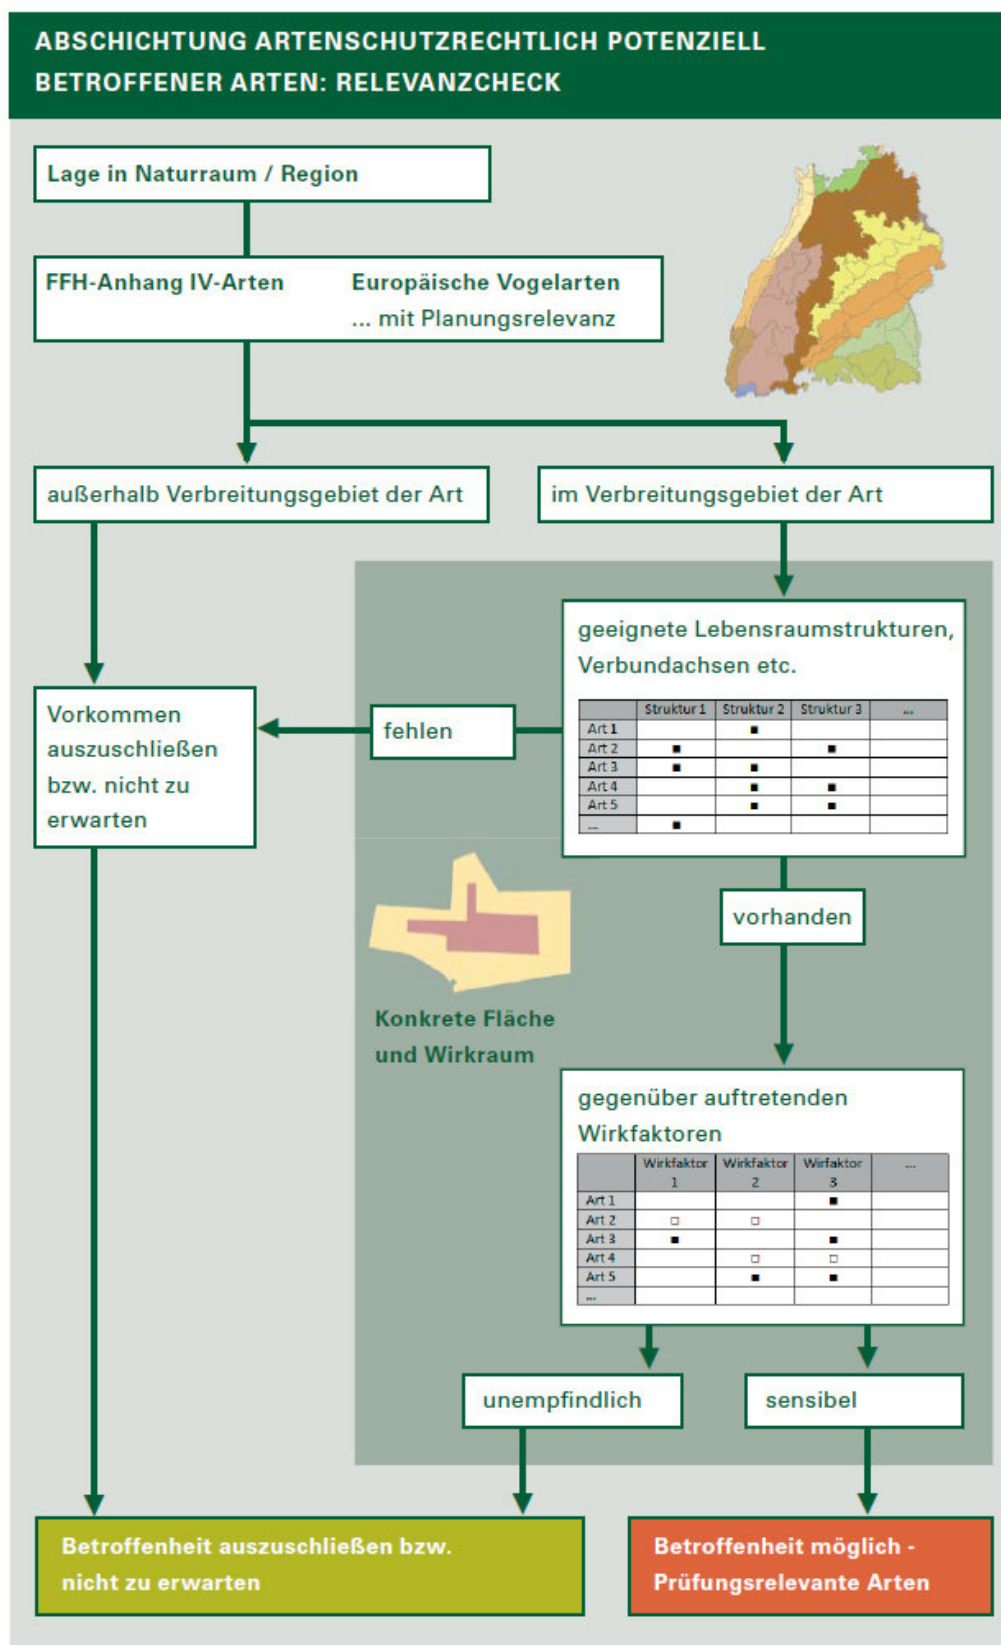 ABSCHICHTUNG ARTENSCHUTZRECHTLICH POTENZIELL
BETROFFENER ARTEN: RELEVANZCHECK
Lage in Naturraum / Region
FFH-Anhang IV-Arten
Europäische Vogelarten
... mit Planungsrelevanz
außerhalb Verbreitungsgebiet der Art
im Verbreitungsgebiet der Art
geeignete Lebensraumstrukturen,
Verbundachsen etc.
Struktur 1 Struktur 2 Struktur 3 ...
Art 1 ■
Art 2 ■ ■
Art 3 ■ ■
Art 4 ■ ■
Art 5 ■ ■
... ■
fehlen
Vorkommen
auszuschließen
bzw. nicht zu
erwarten
vorhanden
Konkrete Fläche
und Wirkraum
gegenüber auftretenden
Wirkfaktoren
Wirkfaktor Wirkfaktor Wirfaktor ...
1 2 3
Art 1 ■
Art 2 □ □
Art 3 ■ ■
Art 4 □ □
Art 5 ■ ■
...
unempfindlich
sensibel
Betroffenheit auszuschließen bzw.
nicht zu erwarten
Betroffenheit möglich -
Prüfungsrelevante Arten